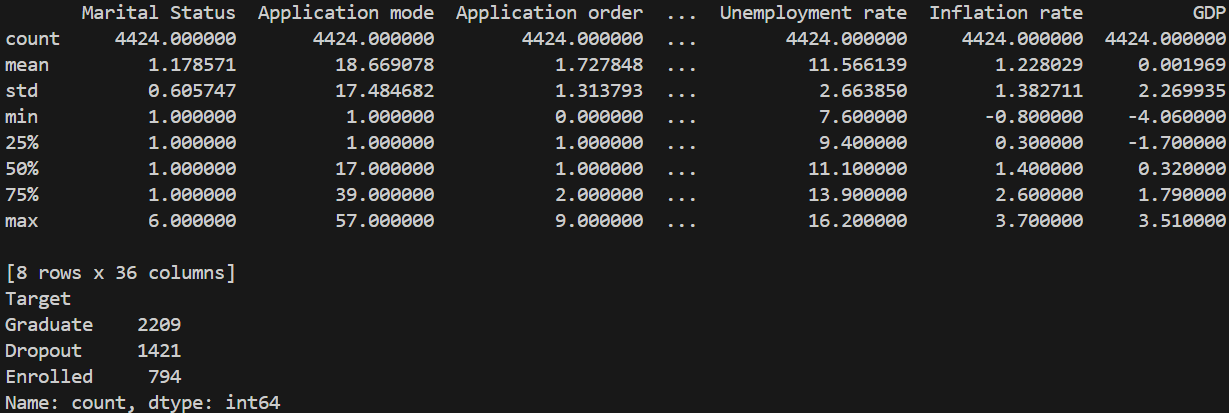 Marital Status  Application mode  Application order  ...  Unemployment rate  Inflation rate          GDP
count     4424.000000       4424.000000        4424.000000  ...        4424.000000     4424.000000  4424.000000
mean         1.178571         18.669078           1.727848  ...          11.566139        1.228029     0.001969
std          0.605747         17.484682           1.313793  ...           2.663850        1.382711     2.269935
min          1.000000          1.000000           0.000000  ...           7.600000       -0.800000    -4.060000
25%          1.000000          1.000000           1.000000  ...           9.400000        0.300000    -1.700000
50%          1.000000         17.000000           1.000000  ...          11.100000        1.400000     0.320000
75%          1.000000         39.000000           2.000000  ...          13.900000        2.600000     1.790000
max          6.000000         57.000000           9.000000  ...          16.200000        3.700000     3.510000
[8 rows x 36 columns]
Target
Graduate    2209
Dropout     1421
Enrolled     794
Name: count, dtype: int64